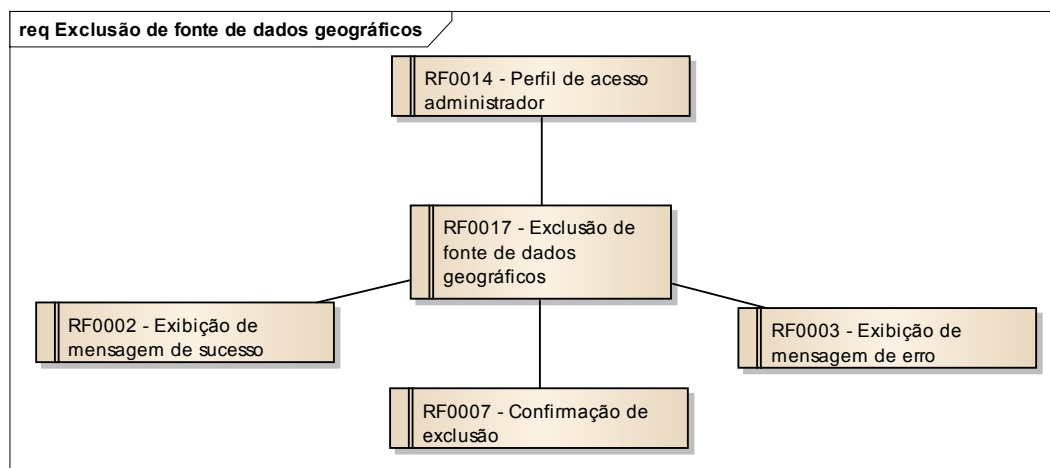 req Exclusão de fonte de dados geográficos
RF0014 - Perfil de acesso
administrador
RF0017 - Exclusão de
fonte de dados
geográficos
RF0002 - Exibição de
mensagem de sucesso
RF0003 - Exibição de
mensagem de erro
RF0007 - Confirmação de
exclusão